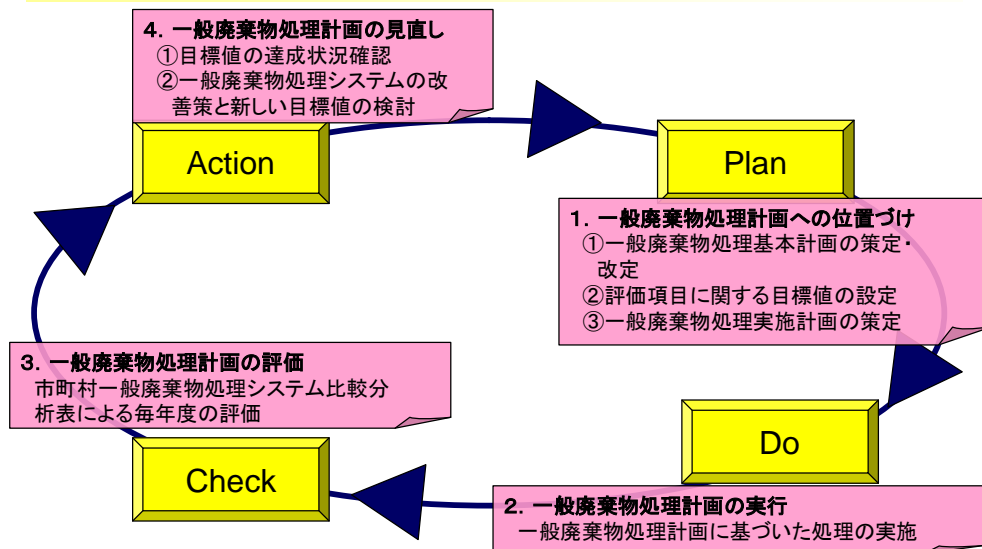 4．一般廃棄物処理計画の見直し
①目標値の達成状況確認
②一般廃棄物処理システムの改
善策と新しい目標値の検討
Action
Plan
1．一般廃棄物処理計画への位置づけ
①一般廃棄物処理基本計画の策定・
改定
②評価項目に関する目標値の設定
③一般廃棄物処理実施計画の策定
3．一般廃棄物処理計画の評価
市町村一般廃棄物処理システム比較分
析表による毎年度の評価
Do
Check
2．一般廃棄物処理計画の実行
一般廃棄物処理計画に基づいた処理の実施